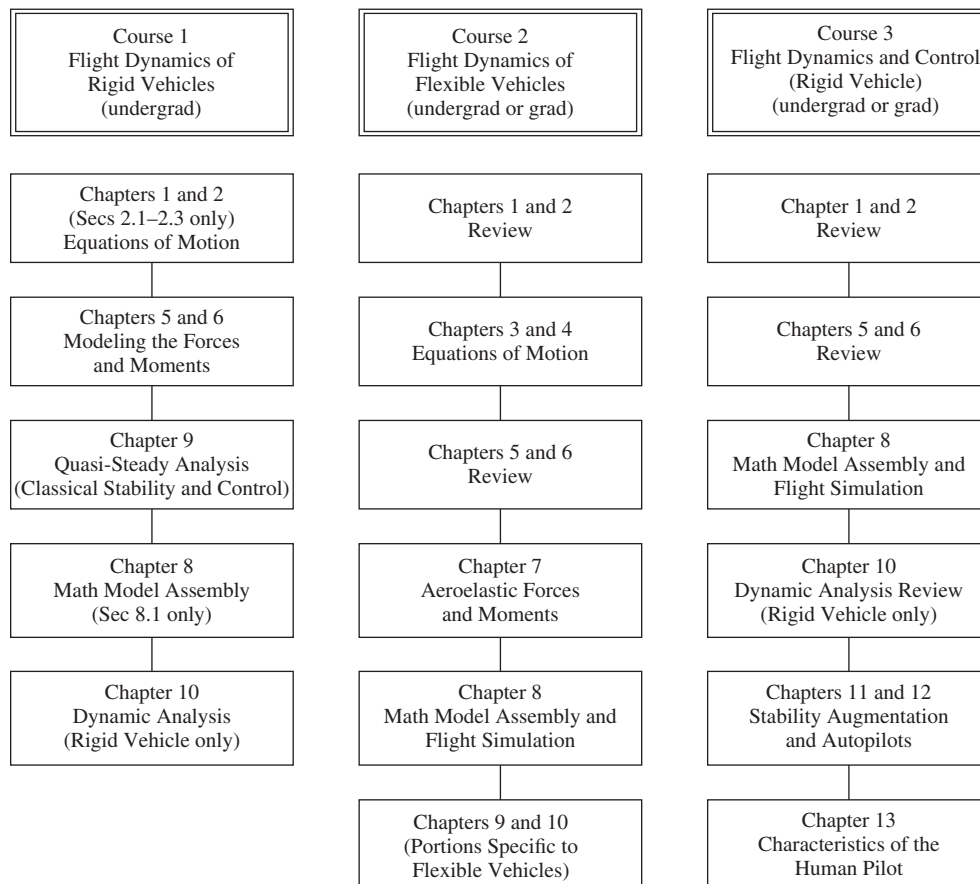 Course 1
Flight Dynamics of
Rigid Vehicles
(undergrad)
Chapters 1 and 2
(Secs 2.1–2.3 only)
Equations of Motion
Chapters 5 and 6
Modeling the Forces
and Moments
Chapter 9
Quasi-Steady Analysis
(Classical Stability and Control)
Chapter 8
Math Model Assembly
(Sec 8.1 only)
Chapter 10
Dynamic Analysis
(Rigid Vehicle only)
Course 2
Flight Dynamics of
Flexible Vehicles
(undergrad or grad)
Chapters 1 and 2
Review
Chapters 3 and 4
Equations of Motion
Chapters 5 and 6
Review
Chapter 7
Aeroelastic Forces
and Moments
Chapter 8
Math Model Assembly and
Flight Simulation
Chapters 9 and 10
(Portions Specific to
Flexible Vehicles)
Course 3
Flight Dynamics and Control
(Rigid Vehicle)
(undergrad or grad)
Chapter 1 and 2
Review
Chapters 5 and 6
Review
Chapter 8
Math Model Assembly and
Flight Simulation
Chapter 10
Dynamic Analysis Review
(Rigid Vehicle only)
Chapters 11 and 12
Stability Augmentation
and Autopilots
Chapter 13
Characteristics of the
Human Pilot